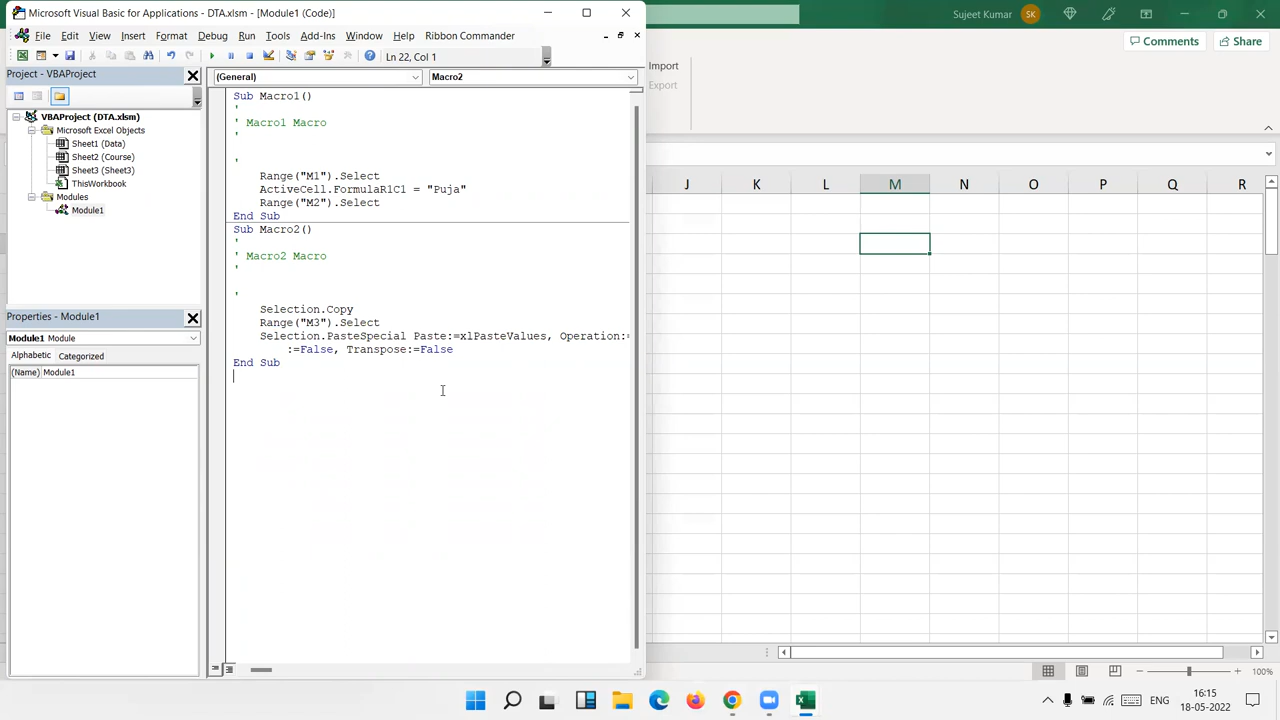 Microsoft Visual Basic for Applications - DTA.xlsm - [Module1 (Code)]
Sujeet Kumar
SK
File Edit View Insert Format Debug Run Tools Add-Ins Window Help Ribbon Commander
Comments
Share
Ln 22, Col 1
Import
Export
Project - VBAProject
(General)
Macro2
VBAProject (DTA.xlsm)
Microsoft Excel Objects
Sheet1 (Data)
Sheet2 (Course)
Sheet3 (Sheet3)
ThisWorkbook
Modules
Module1
Properties - Module1
Module1 Module
Alphabetic Categorized
(Name) Module1
Sub Macro1()
'
' Macro1 Macro
'
'
Range("M1").Select
ActiveCell.FormulaR1C1 = "Puja"
Range("M2").Select
End Sub
Sub Macro2()
'
' Macro2 Macro
'
'
Selection.Copy
Range("M3").Select
Selection.PasteSpecial Paste:=xlPasteValues, Operation:=
:=False, Transpose:=False
End Sub
J K L M N O P Q R
100%
ENG
16:15
18-05-2022